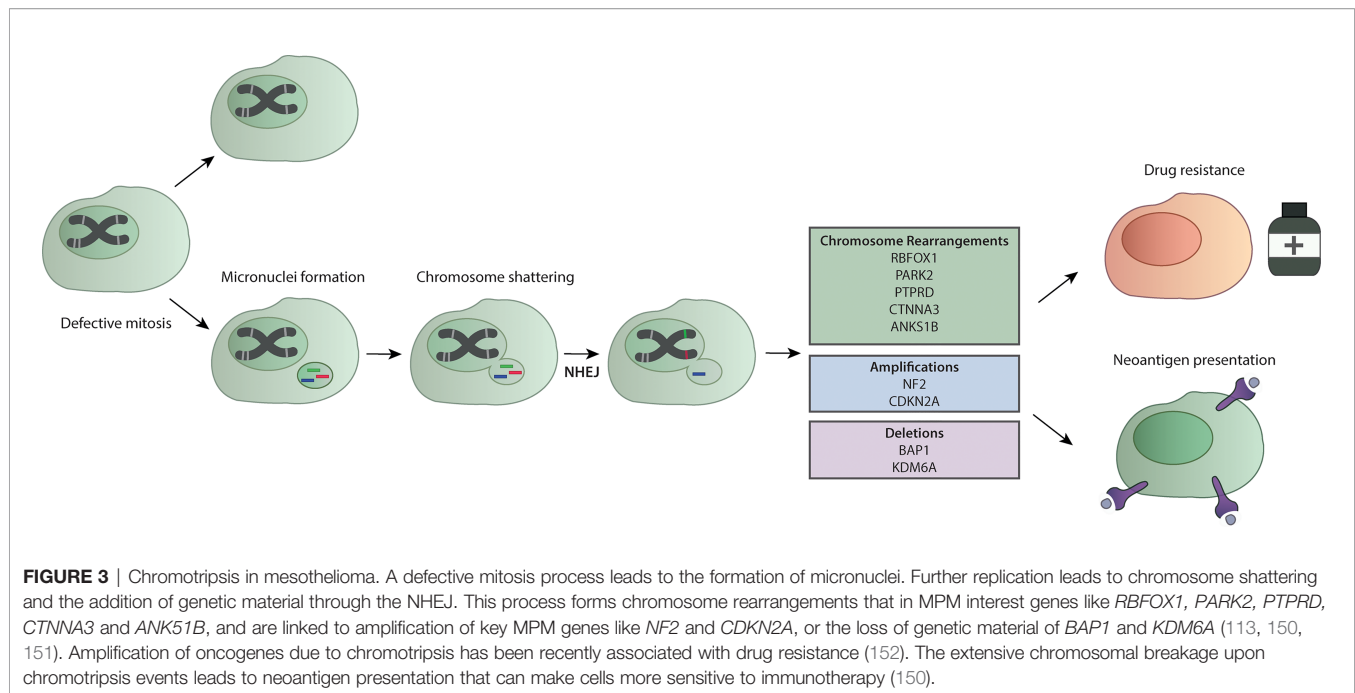 Drug resistance
Chromosome Rearrangements
RBFOX1
PARK2
PTPRD
CTNNA3
ANKS1B
Micronuclei formation
Chromosome shattering
Defective mitosis
NHEJ
Amplifications
NF2
CDKN2A
Neoantigen presentation
Deletions
BAP1
KDM6A
FIGURE 3 | Chromotripsis in mesothelioma. A defective mitosis process leads to the formation of micronuclei. Further replication leads to chromosome shattering
and the addition of genetic material through the NHEJ. This process forms chromosome rearrangements that in MPM interest genes like RBFOX1, PARK2, PTPRD,
CTNNA3 and ANK51B, and are linked to amplification of key MPM genes like NF2 and CDKN2A, or the loss of genetic material of BAP1 and KDM6A (113, 150,
151). Amplification of oncogenes due to chromotripsis has been recently associated with drug resistance (152). The extensive chromosomal breakage upon
chromotripsis events leads to neoantigen presentation that can make cells more sensitive to immunotherapy (150).